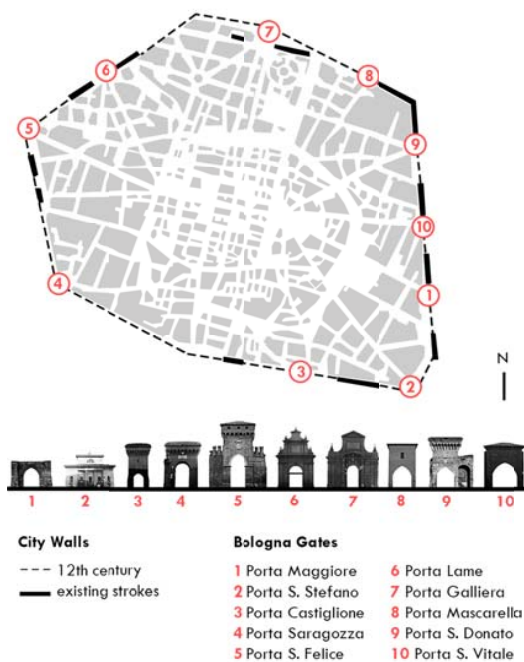 7
8
6
5
9
10
4
1
N
3
2
1 2 3 4 5 6 7 8 9 10
City Walls
12th century
existing strokes
Bologna Gates
1 Porta Maggiore
2 Porta S. Stefano
3 Porta Castiglione
4 Porta Saragozza
5 Porta S. Felice
6 Porta Lame
7 Porta Galliera
8 Porta Mascarella
9 Porta S. Donato
10 Porta S. Vitale